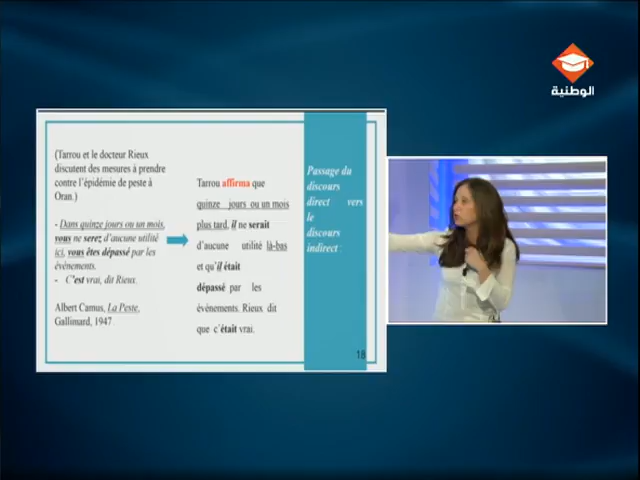 الوطنية
(Tarrou et le docteur Rieux
discutent des mesures à prendre
contre l'épidémie de peste à
Oran.)
- Dans quinze jours ou un mois,
vous ne serez d'aucune utilité
ici, vous êtes dépassé par les
événements.
- C'est vrai, dit Rieux.
Albert Camus, La Peste,
Gallimard, 1947
Tarrou affirma que
quinze jours ou un mois
plus tard, il ne serait
d'aucune utilité là-bas
et qu'il était
dépassé par les
événements. Rieux dit
que c'était vrai.
Passage du
discours
direct vers
le
discours
indirect :
18